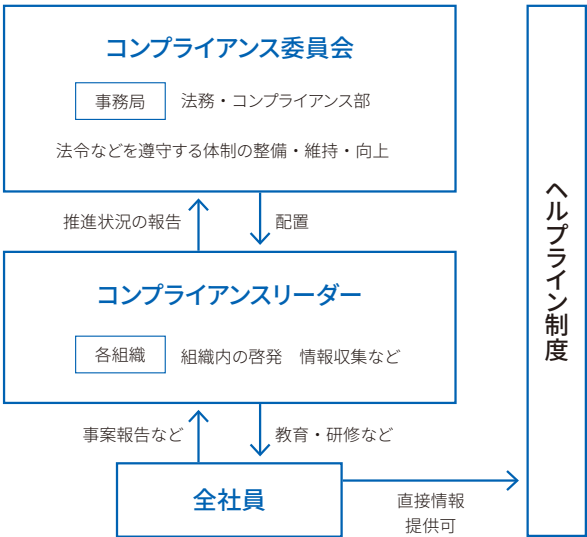 コンプライアンス委員会
事務局 法務・コンプライアンス部
法令などを遵守する体制の整備・維持・向上
推進状況の報告 配置
コンプライアンスリーダー
各組織 組織内の啓発 情報収集など
事案報告など 教育・研修など
全社員
直接情報
提供可
ヘルプライン制度